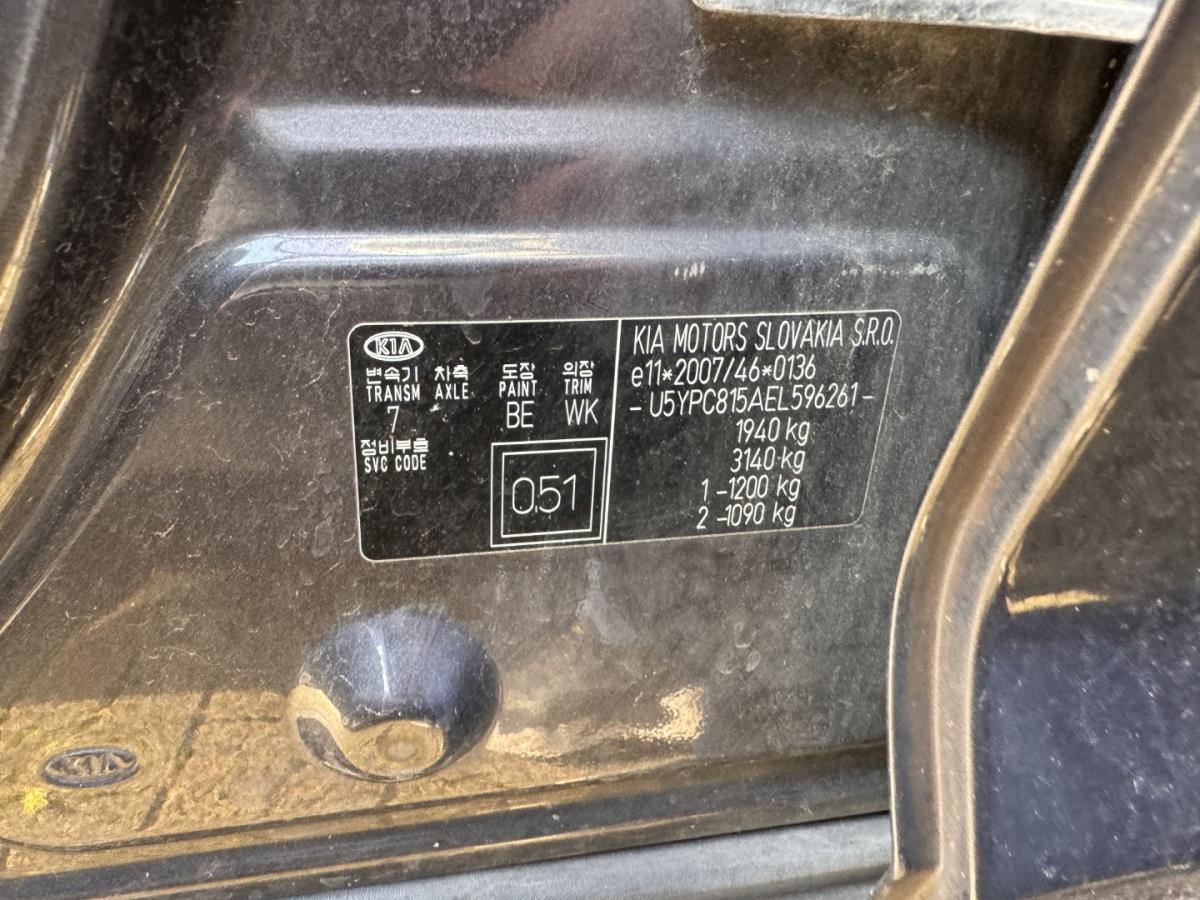 KIA
변속기 차축 도장 의장
TRANSM AXLE PAINT TRIM
7 BE WK
정비부호
SVC CODE
0,51
KIA MOTORS SLOVAKIA S.R.O.
e11*2007/46*0136
- U5YPC815AEL596261 -
1940 kg
3140 kg
1 -1200 kg
2 -1090 kg
KIA